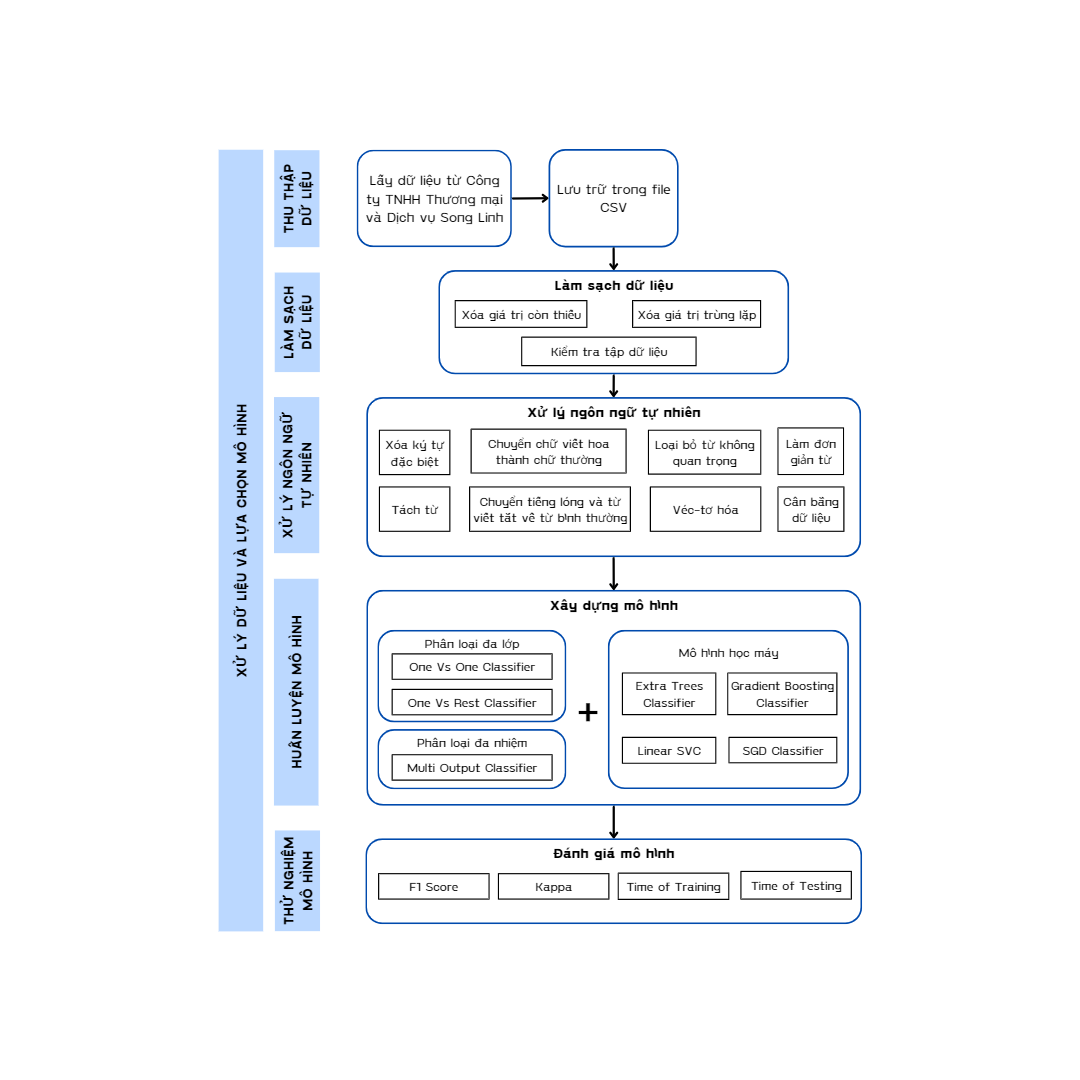 XỬ LÝ DỮ LIỆU VÀ LỰA CHỌN MÔ HÌNH
THU THẬP
DỮ LIỆU
Lấy dữ liệu từ Công
ty TNHH Thương mại
và Dịch vụ Song Linh
Lưu trữ trong file
CSV
LÀM SẠCH
DỮ LIỆU
Làm sạch dữ liệu
Xóa giá trị còn thiếu
Xóa giá trị trùng lặp
Kiểm tra tập dữ liệu
XỬ LÝ NGÔN NGỮ
TỰ NHIÊN
Xử lý ngôn ngữ tự nhiên
Xóa ký tự
đặc biệt
Chuyển chữ viết hoa
thành chữ thường
Loại bỏ từ không
quan trọng
Làm đơn
giản từ
Tách từ
Chuyển tiếng lóng và từ
viết tắt về từ bình thường
Véc-tơ hóa
Cân bằng
dữ liệu
HUẤN LUYỆN MÔ HÌNH
Xây dựng mô hình
Phân loại đa lớp
One Vs One Classifier
One Vs Rest Classifier
Phân loại đa nhiệm
Multi Output Classifier
+
Mô hình học máy
Extra Trees
Classifier
Gradient Boosting
Classifier
Linear SVC
SGD Classifier
THỬ NGHIỆM
MÔ HÌNH
Đánh giá mô hình
F1 Score
Kappa
Time of Training
Time of Testing